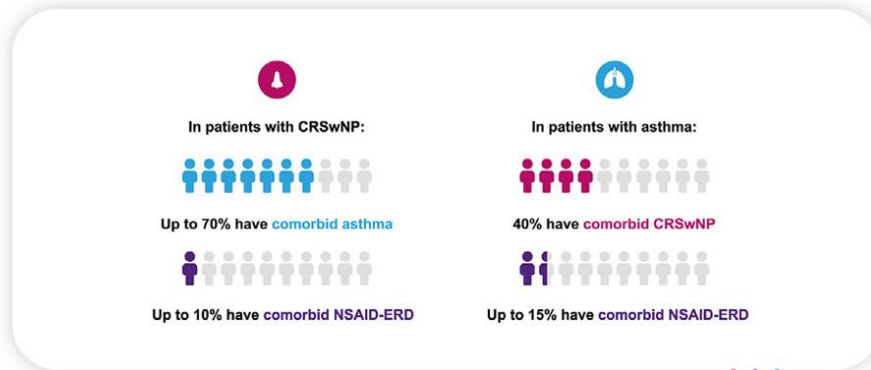 In patients with CRSwNP:
Up to 70% have comorbid asthma
Up to 10% have comorbid NSAID-ERD
In patients with asthma:
40% have comorbid CRSwNP
Up to 15% have comorbid NSAID-ERD